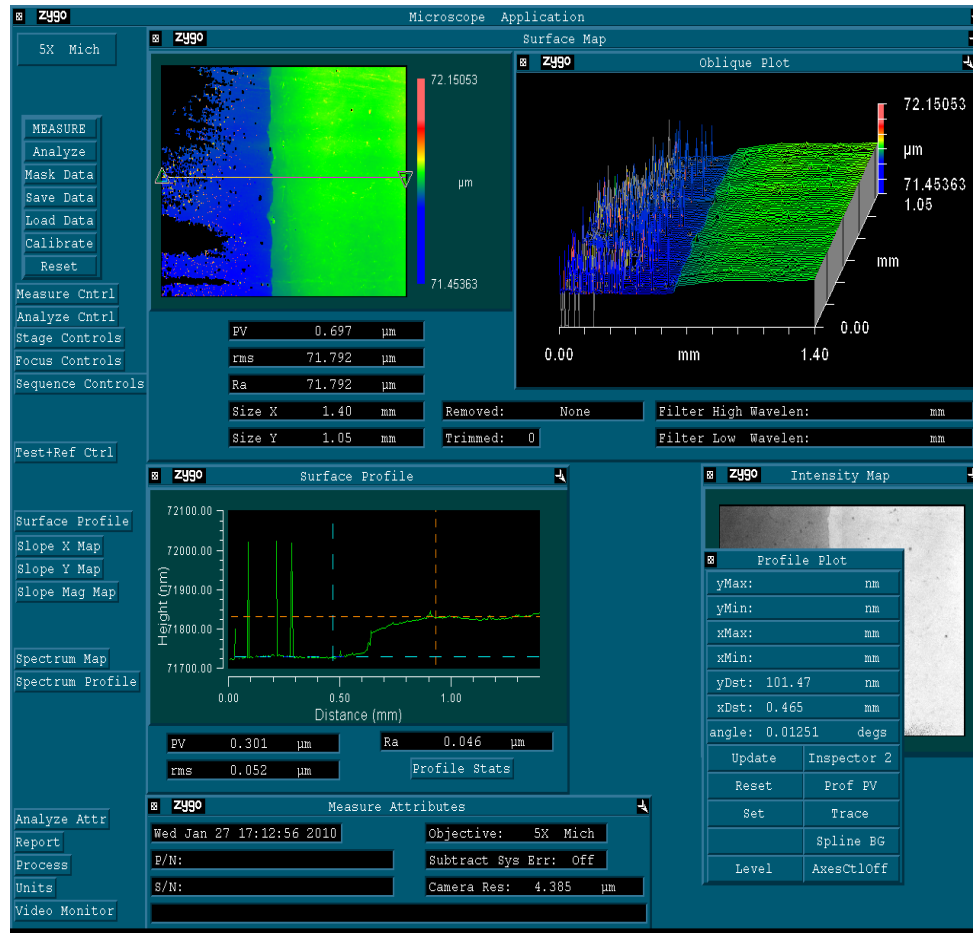 zygo Microscope Application
5X Mich
zygo Surface Map
72.15053
µm
71.45363
zygo Oblique Plot
72.15053
µm
71.45363
1.05
mm
0.00
0.00 mm 1.40
MEASURE
Analyze
Mask Data
Save Data
Load Data
Calibrate
Reset
Measure Cntrl
Analyze Cntrl
Stage Controls
Focus Controls
Sequence Controls
Test+Ref Ctrl
Surface Profile
Slope X Map
Slope Y Map
Slope Mag Map
Spectrum Map
Spectrum Profile
Analyze Attr
Report
Process
Units
Video Monitor
PV 0.697 µm
rms 71.792 µm
Ra 71.792 µm
Size X 1.40 mm
Size Y 1.05 mm
Removed: None
Trimmed: 0
Filter High Wavelen: mm
Filter Low Wavelen: mm
zygo Surface Profile
72100.00
72000.00
71900.00
71800.00
71700.00
Height (nm)
0.00 0.50 1.00
Distance (mm)
PV 0.301 µm
rms 0.052 µm
Ra 0.046 µm
Profile Stats
zygo Intensity Map
Profile Plot
yMax: nm
yMin: nm
xMax: mm
xMin: mm
yDst: 101.47 nm
xDst: 0.465 mm
angle: 0.01251 degs
Update Inspector 2
Reset Prof PV
Set Trace
Spline BG
Level AxesCtlOff
zygo Measure Attributes
Wed Jan 27 17:12:56 2010
P/N:
S/N:
Objective: 5X Mich
Subtract Sys Err: Off
Camera Res: 4.385 µm